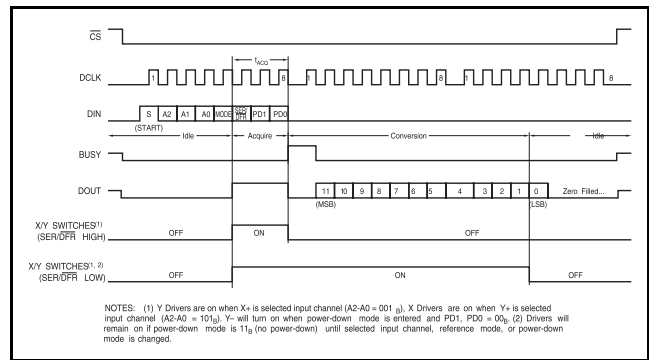 CS
tACQ
DCLK 1 8 1 8 1 8
DIN S A2 A1 A0 MODE SER/DFR PD1 PD0
(START)
Idle Acquire Conversion Idle
BUSY
DOUT 11 10 9 8 7 6 5 4 3 2 1 0 Zero Filled...
(MSB) (LSB)
X/Y SWITCHES(1)
(SER/DFR HIGH) OFF ON OFF
X/Y SWITCHES(1, 2)
(SER/DFR LOW) OFF ON OFF
NOTES: (1) Y Drivers are on when X+ is selected input channel (A2-A0 = 001 B), X Drivers are on when Y+ is selected
input channel (A2-A0 = 101B). Y– will turn on when power-down mode is entered and PD1, PD0 = 00B. (2) Drivers will
remain on if power-down mode is 11B (no power-down) until selected input channel, reference mode, or power-down
mode is changed.